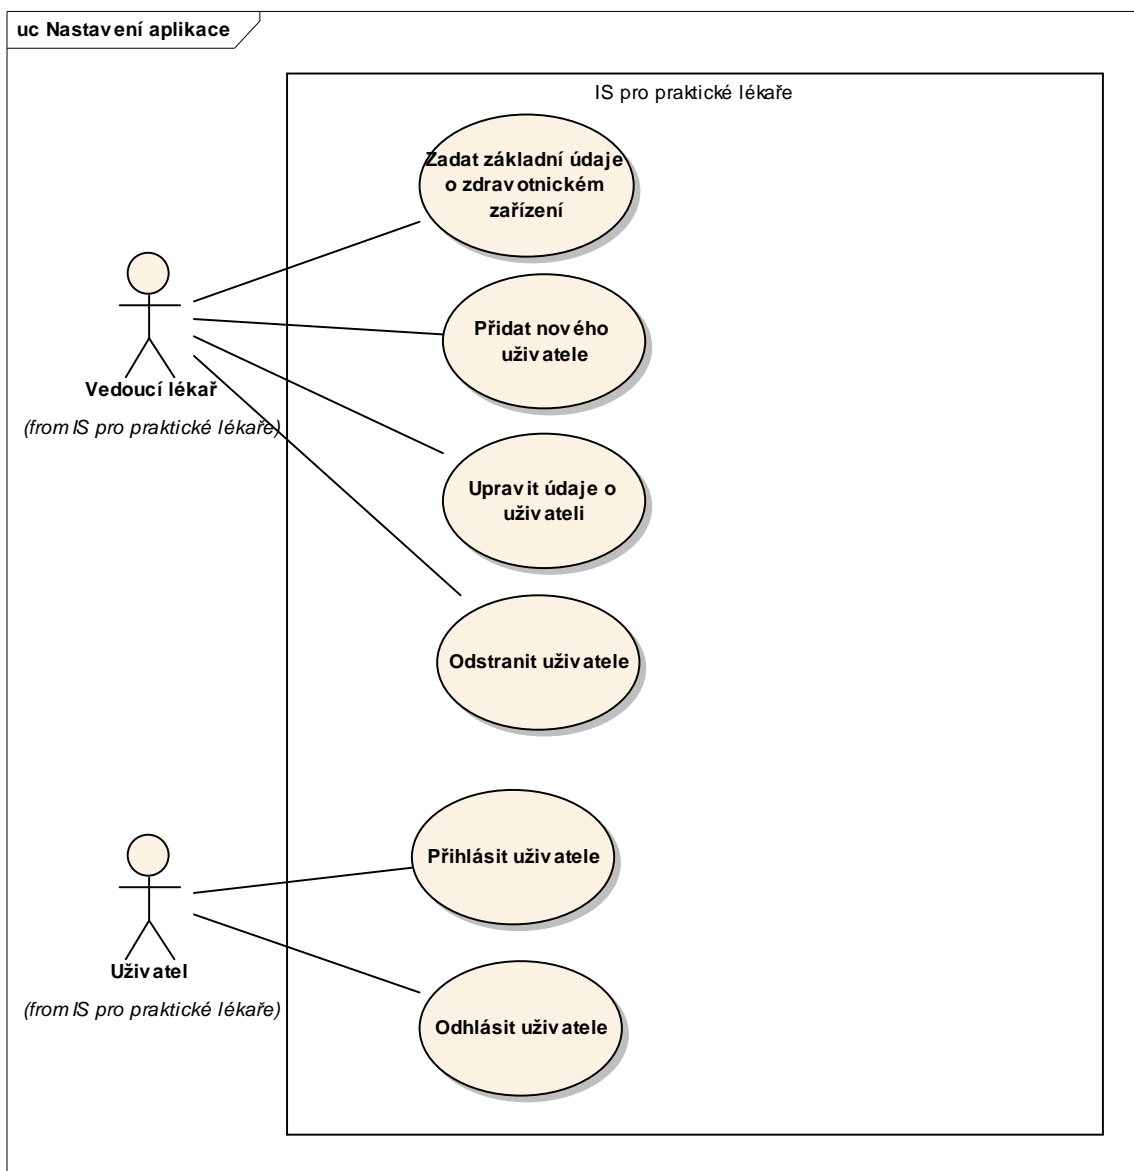 uc Nastavení aplikace
IS pro praktické lékaře
Zadat základní údaje
o zdravotnickém
zařízení
Přidat nového
uživatele
Vedoucí lékař
(from IS pro praktické lékaře)
Upravit údaje o
uživateli
Odstranit uživatele
Přihlásit uživatele
Uživatel
(from IS pro praktické lékaře)
Odhlásit uživatele